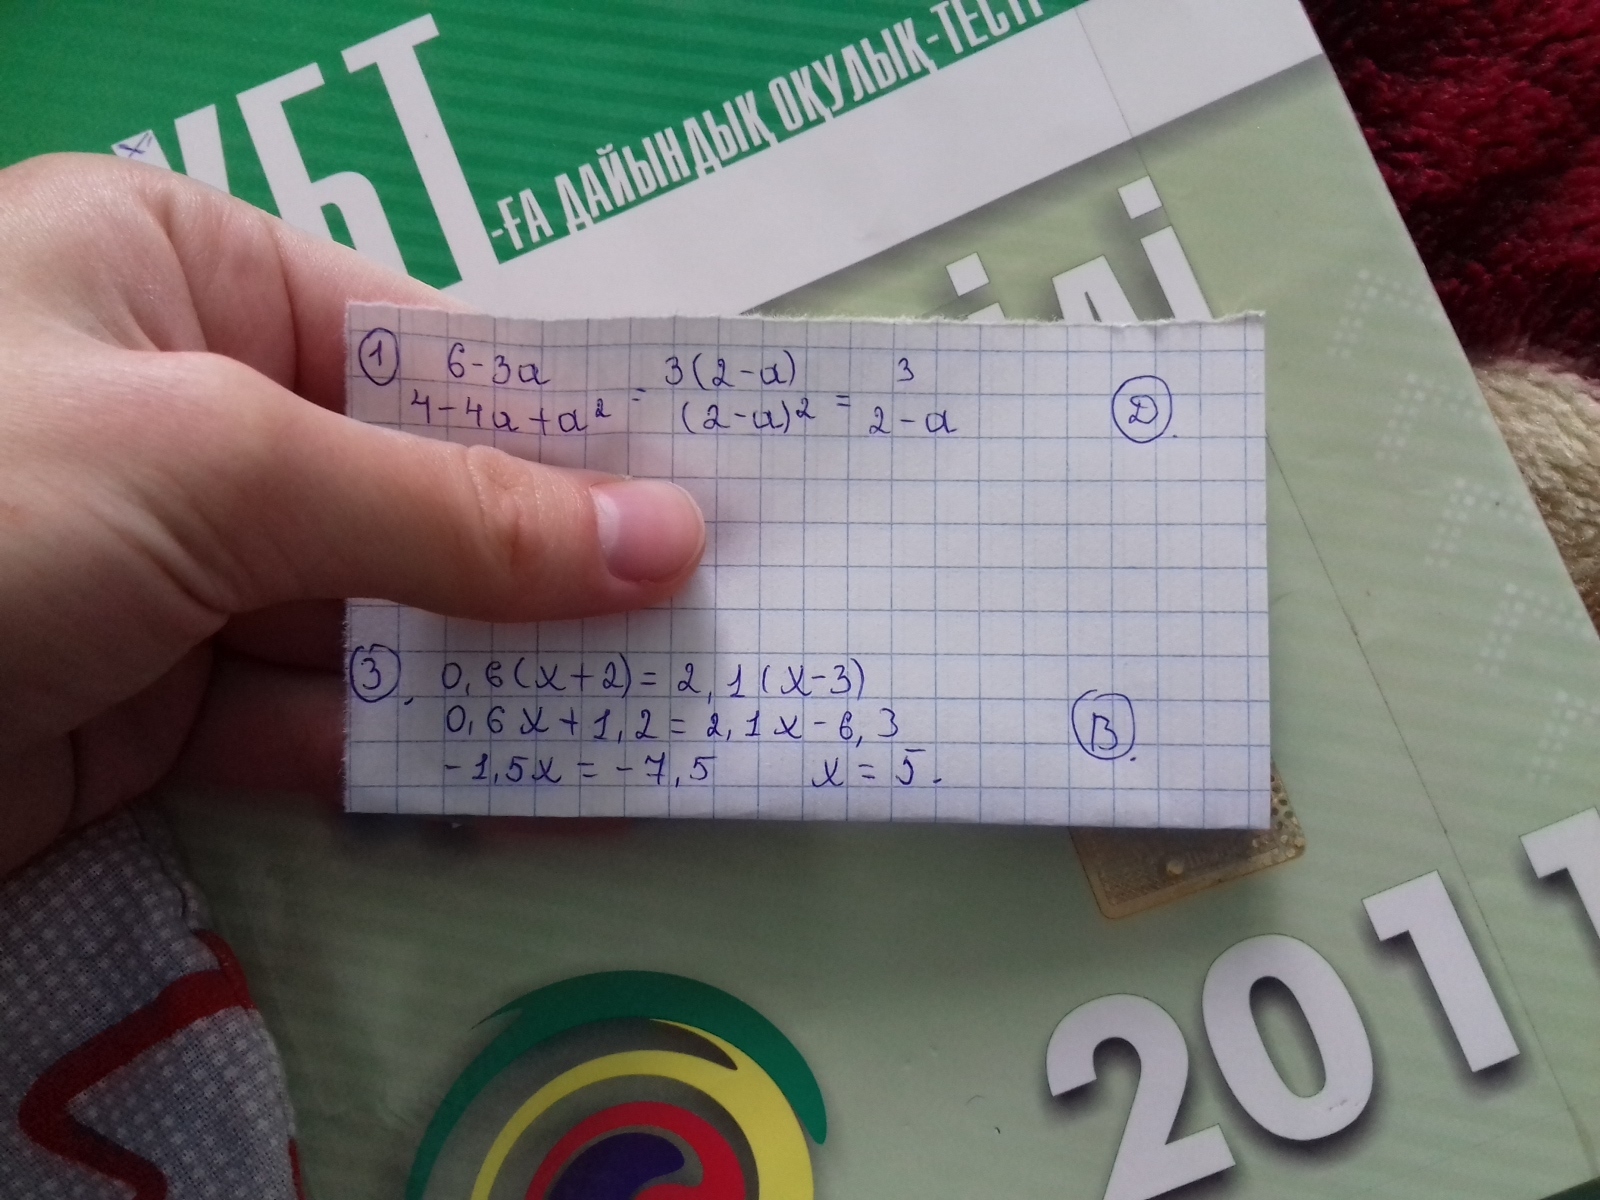 ҰБТ
-ҒА ДАЙЫНДЫҚ ОҚУЛЫҚ-ТЕСТІ
① 6-3a / 4-4a+a² = 3(2-a) / (2-a)² = 3 / 2-a   Ⓓ.
③. 0,6(x+2)=2,1(x-3)
0,6x+1,2=2,1x-6,3   Ⓑ.
-1,5x=-7,5   x=5.
2011